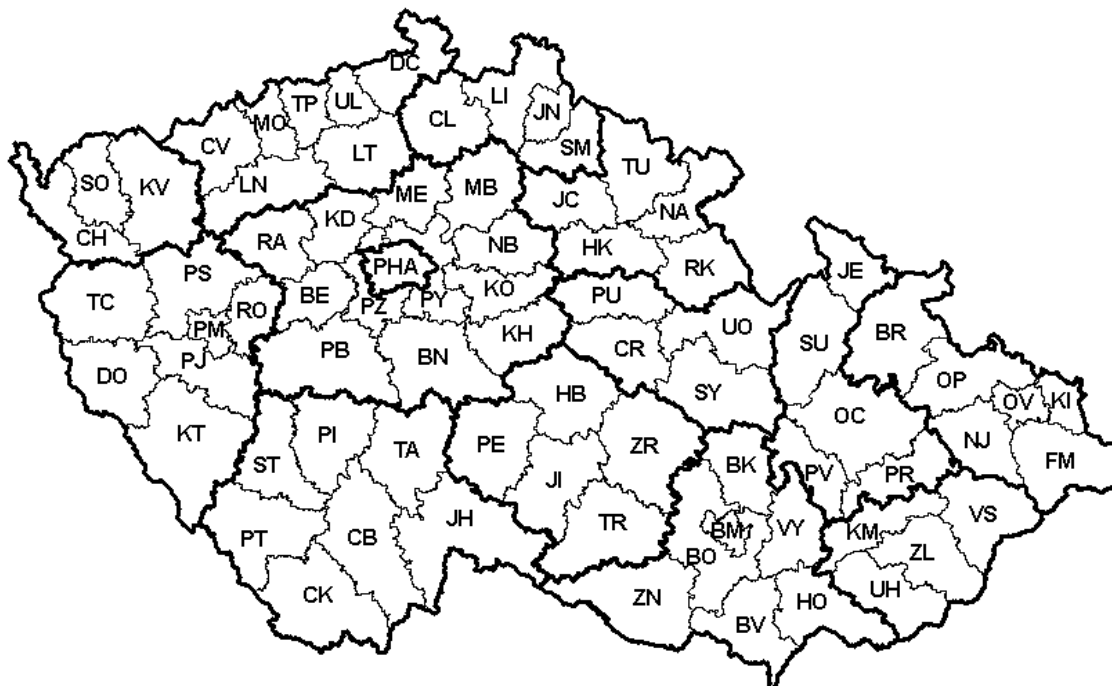 DC
TP UL LI
MO CL JN
CV SM
LT TU
SO KV LN ME MB
JC
KD NA
CH RA NB HK
PS PHA RK
TC BE KO JE
RO PZ PY PU
PM UO BR
PJ PB KH CR SU
DO BN OP
HB SY OV KI
KT OC
ST PI TA PE ZR NJ
BK FM
JI PV PR
JH TR VS
PT CB BM VY KM
BO ZL
CK ZN UH
HO
BV